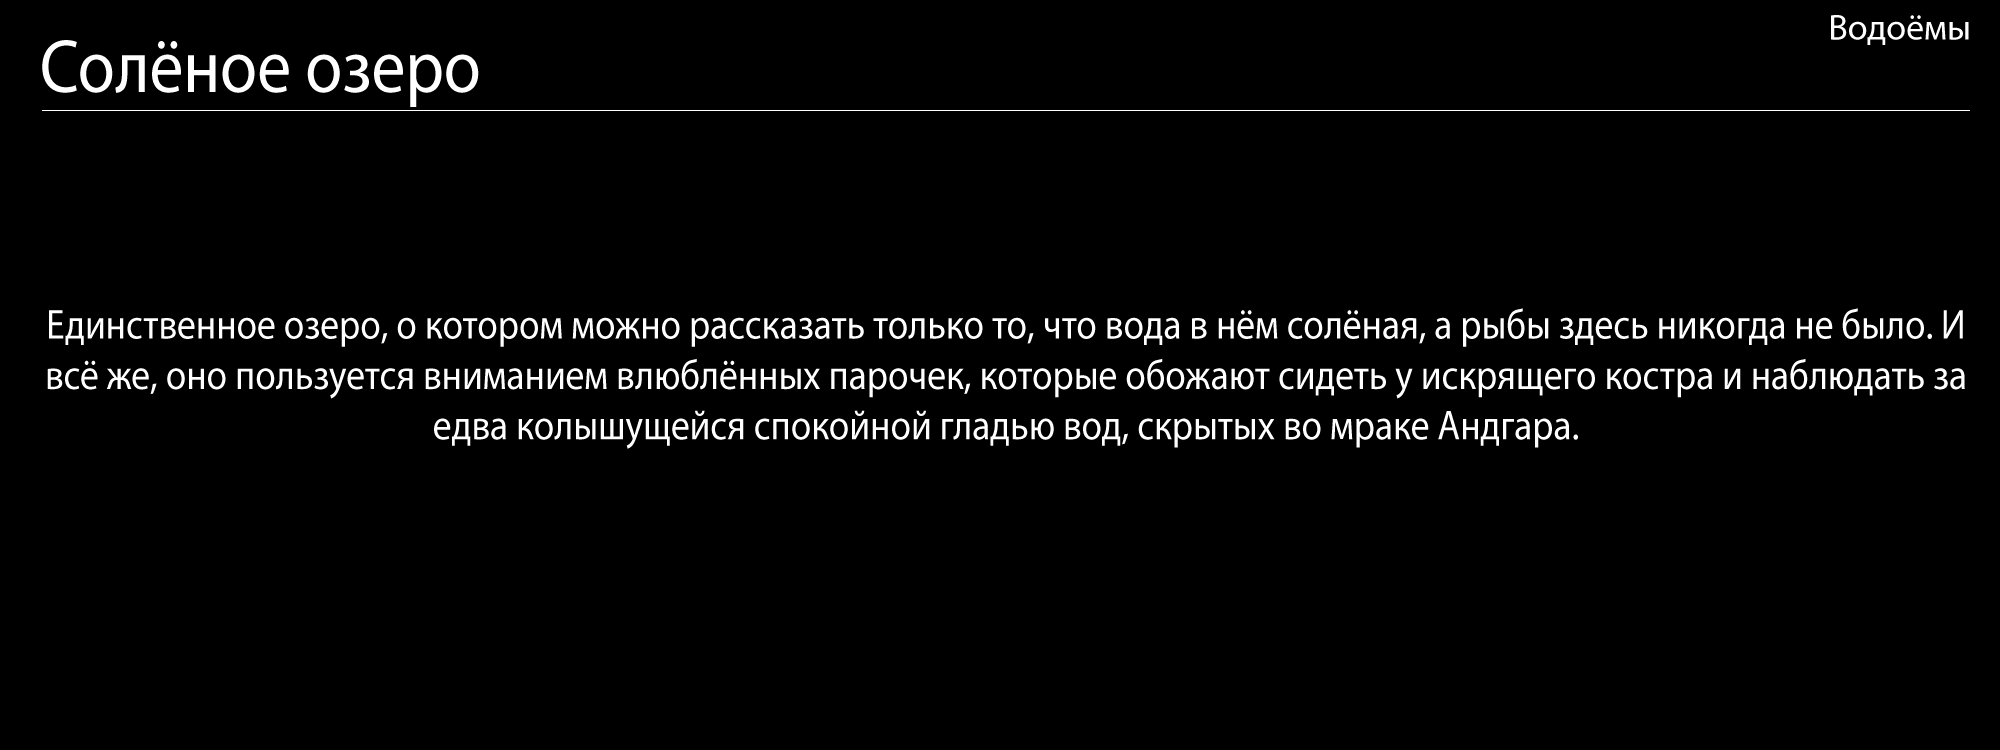 Водоёмы
Солёное озеро
Единственное озеро, о котором можно рассказать только то, что вода в нём солёная, а рыбы здесь никогда не было. И
всё же, оно пользуется вниманием влюблённых парочек, которые обожают сидеть у искрящего костра и наблюдать за
едва колышущейся спокойной гладью вод, скрытых во мраке Андгара.